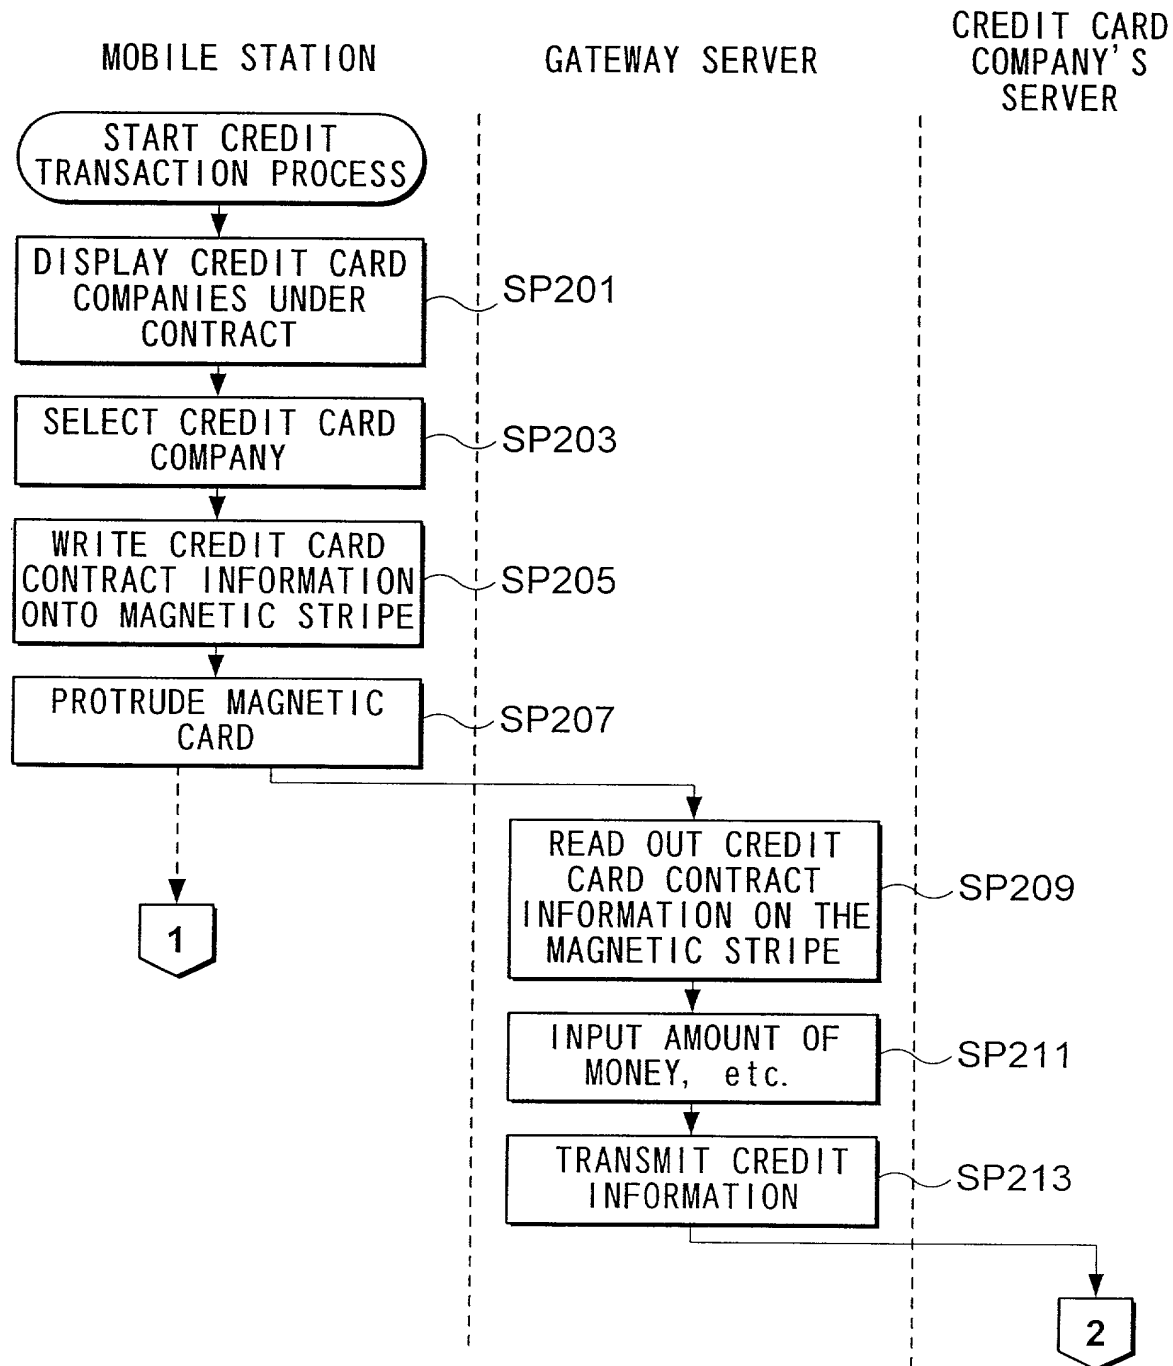 MOBILE STATION
GATEWAY SERVER
CREDIT CARD
COMPANY'S
SERVER
START CREDIT
TRANSACTION PROCESS
DISPLAY CREDIT CARD
COMPANIES UNDER
CONTRACT
SP201
SELECT CREDIT CARD
COMPANY
SP203
WRITE CREDIT CARD
CONTRACT INFORMATION
ONTO MAGNETIC STRIPE
SP205
PROTRUDE MAGNETIC
CARD
SP207
1
READ OUT CREDIT
CARD CONTRACT
INFORMATION ON THE
MAGNETIC STRIPE
SP209
INPUT AMOUNT OF
MONEY, etc.
SP211
TRANSMIT CREDIT
INFORMATION
SP213
2